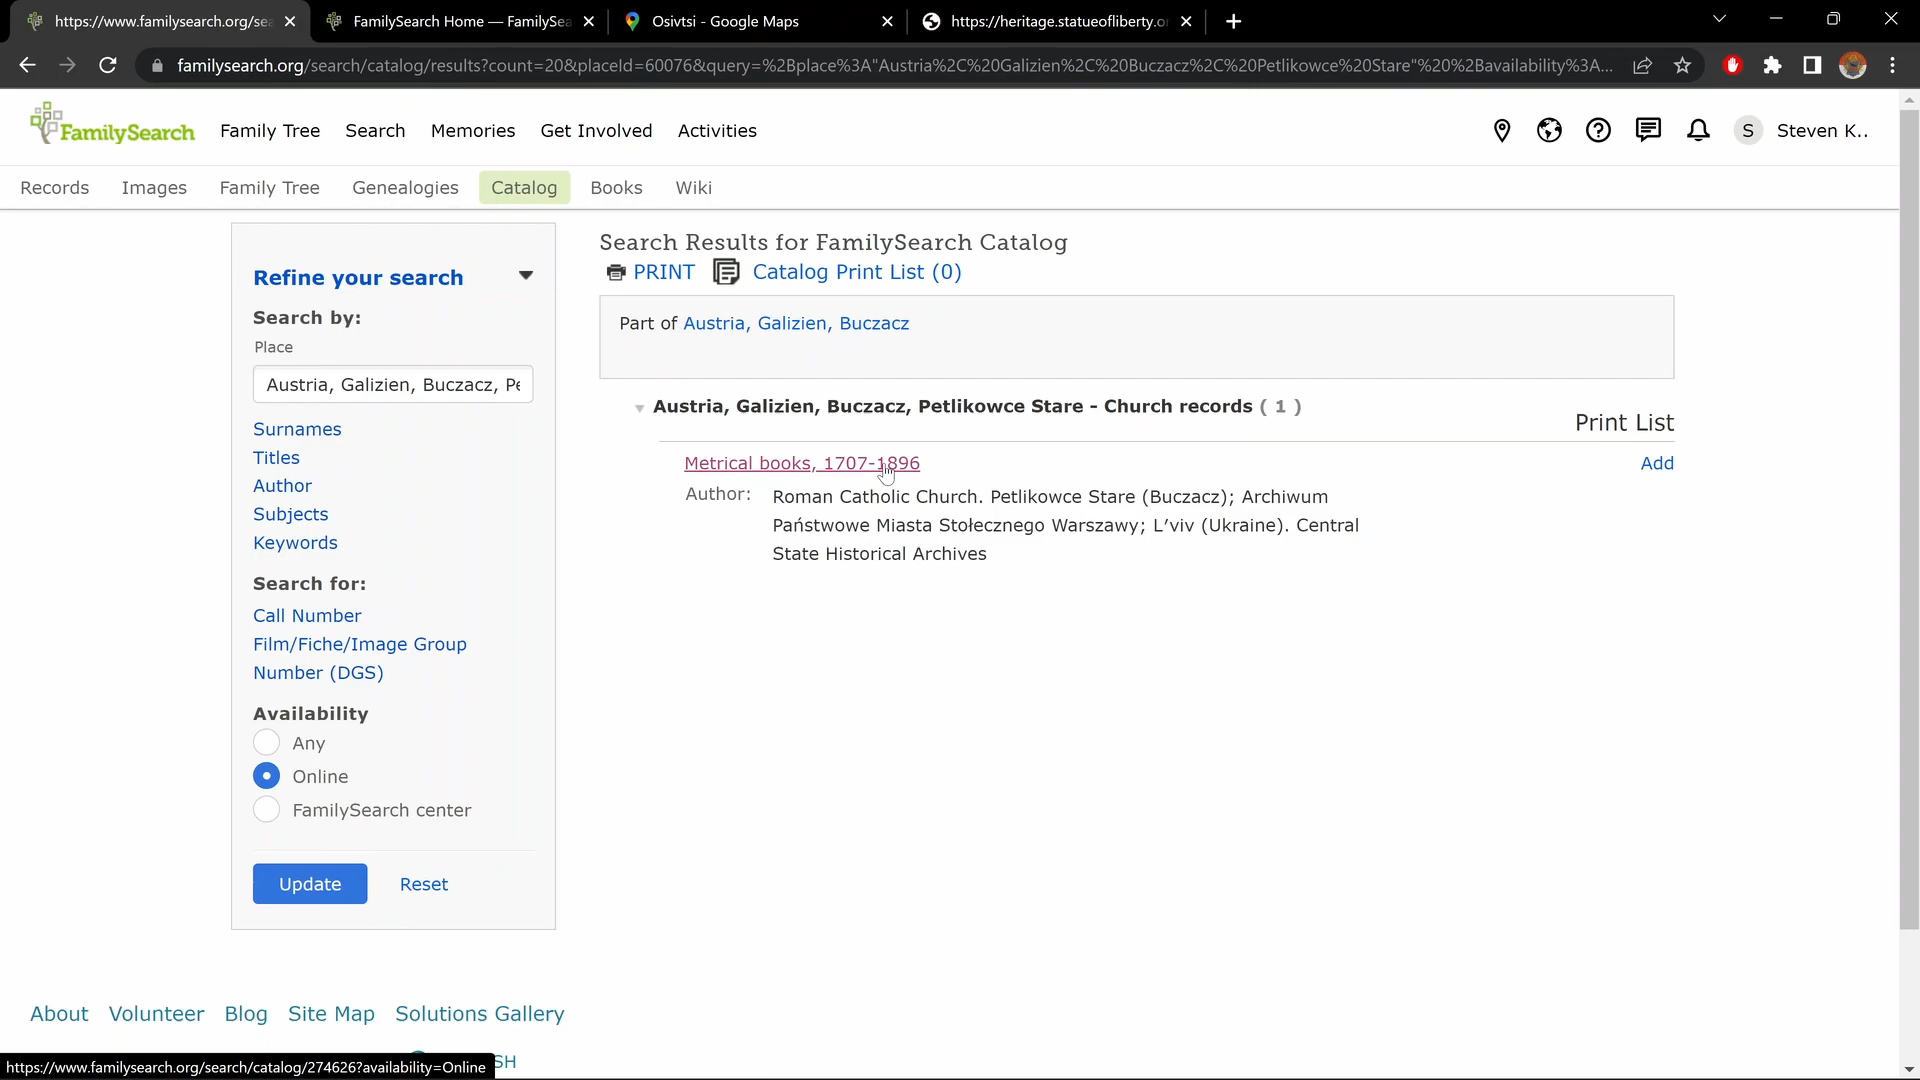 https://www.familysearch.org/sea
FamilySearch Home — FamilySea
Osivtsi - Google Maps
https://heritage.statueofliberty.or
familysearch.org/search/catalog/results?count=20&placeId=60076&query=%2Bplace%3A"Austria%2C%20Galizien%2C%20Buczacz%2C%20Petlikowce%20Stare"%20%2Bavailability%3A...
FamilySearch
Family Tree
Search
Memories
Get Involved
Activities
S
Steven K..
Records
Images
Family Tree
Genealogies
Catalog
Books
Wiki
Refine your search
Search by:
Place
Austria, Galizien, Buczacz, Pe
Surnames
Titles
Author
Subjects
Keywords
Search for:
Call Number
Film/Fiche/Image Group
Number (DGS)
Availability
Any
Online
FamilySearch center
Update
Reset
Search Results for FamilySearch Catalog
PRINT
Catalog Print List (0)
Part of Austria, Galizien, Buczacz
Austria, Galizien, Buczacz, Petlikowce Stare - Church records ( 1 )
Print List
Metrical books, 1707-1896
Add
Author: Roman Catholic Church. Petlikowce Stare (Buczacz); Archiwum
Państwowe Miasta Stołecznego Warszawy; L’viv (Ukraine). Central
State Historical Archives
About
Volunteer
Blog
Site Map
Solutions Gallery
SH
https://www.familysearch.org/search/catalog/274626?availability=Online